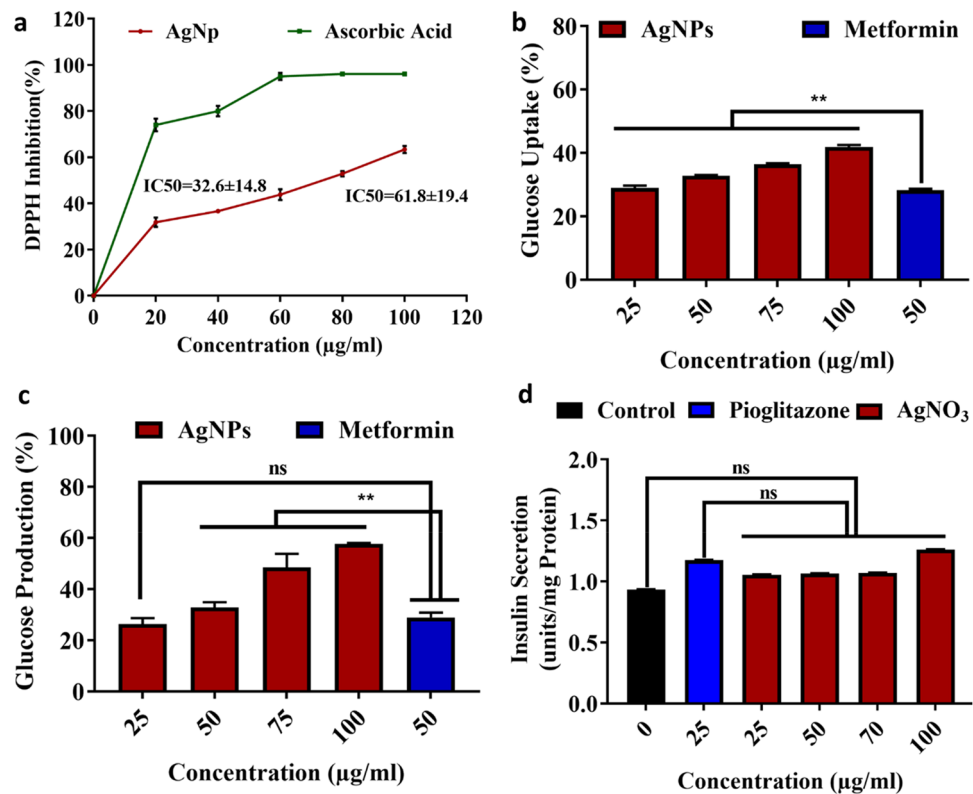 a
AgNp
Ascorbic Acid
DPPH Inhibition(%)
120
100
80
60
40
20
0
IC50=32.6±14.8
IC50=61.8±19.4
0 20 40 60 80 100 120
Concentration (µg/ml)
b
AgNPs
Metformin
Glucose Uptake (%)
80
60
40
20
0
**
25 50 75 100 50
Concentration (µg/ml)
c
AgNPs
Metformin
Glucose Production (%)
100
80
60
40
20
0
ns
**
25 50 75 100 50
Concentration (µg/ml)
d
Control
Pioglitazone
AgNO3
Insulin Secretion
(units/mg Protein)
2.0
1.5
1.0
0.5
0.0
ns
ns
0 25 25 50 70 100
Concentration (µg/ml)